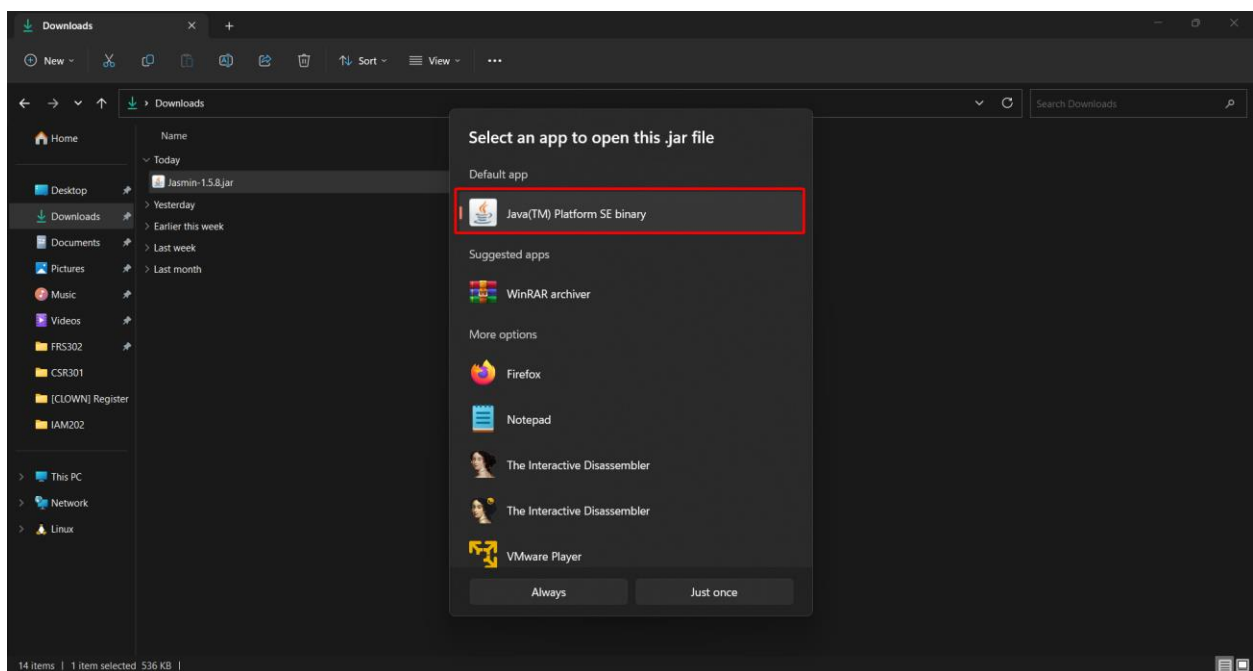 Downloads
New
Sort
View
Downloads
Search Downloads
Home
Desktop
Downloads
Documents
Pictures
Music
Videos
FRS302
CSR301
[CLOWN] Register
IAM202
This PC
Network
Linux
Name
Today
Jasmin-1.5.8.jar
Yesterday
Earlier this week
Last week
Last month
Select an app to open this .jar file
Default app
Java(TM) Platform SE binary
Suggested apps
WinRAR archiver
More options
Firefox
Notepad
The Interactive Disassembler
The Interactive Disassembler
VMware Player
Always
Just once
14 items | 1 item selected 536 KB |